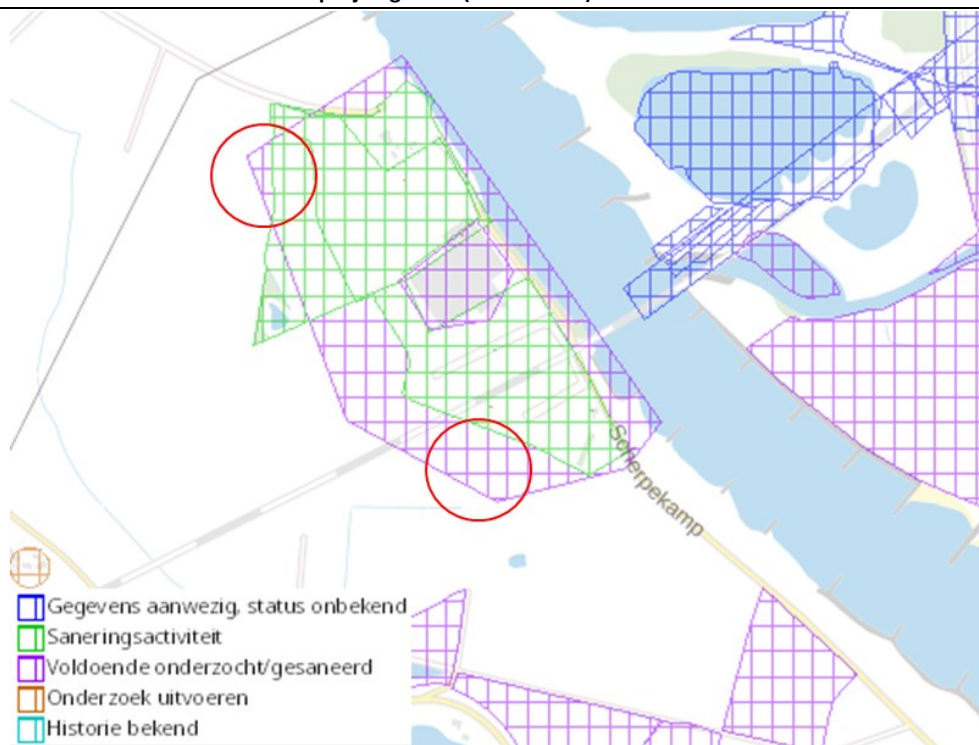 Scherpekamp
Gegevens aanwezig, status onbekend
Saneringsactiviteit
Voldoende onderzocht/gesaneerd
Onderzoek uitvoeren
Historie bekend